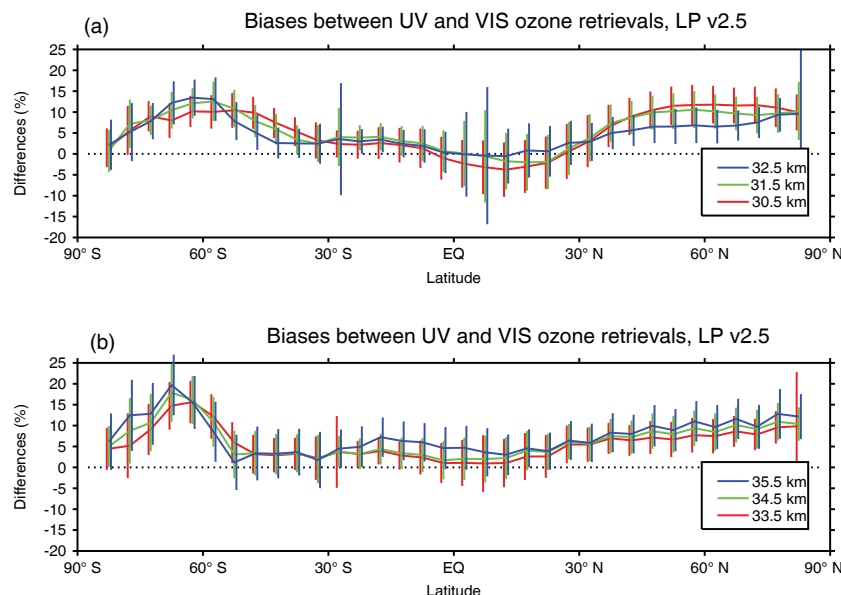 (a)
Biases between UV and VIS ozone retrievals, LP v2.5
25
20
15
10
5
0
-5
-10
-15
-20
Differences (%)
32.5 km
31.5 km
30.5 km
90° S 60° S 30° S EQ 30° N 60° N 90° N
Latitude
(b)
Biases between UV and VIS ozone retrievals, LP v2.5
25
20
15
10
5
0
-5
-10
-15
-20
Differences (%)
35.5 km
34.5 km
33.5 km
90° S 60° S 30° S EQ 30° N 60° N 90° N
Latitude